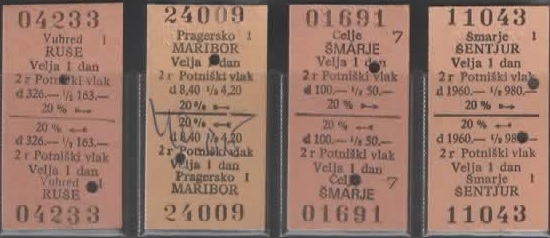 04233
Vuhred 1
RUSE
Velja 1 dan
2 r Potniški vlak
d 326.— ½ 163.—
20 %
20 %
d 326.— ½ 163.—
2 r Potniški vlak
Velja 1 dan
Vuhred 1
RUSE
04233
24009
Pragersko 1
MARIBOR
Velja 1 dan
2 r Potniški vlak
d 8,40 ½ 4,20
20 %
20 %
d 8,40 ½ 4,20
2 r Potniški vlak
Velja 1 dan
Pragersko 1
MARIBOR
24009
01691
Celje 7
ŠMARJE
Velja 1 dan
2 r Potniški vlak
d 100.— ½ 50.—
20 %
20 %
d 100.— ½ 50.—
2 r Potniški vlak
Velja 1 dan
Celje 7
ŠMARJE
01691
11043
Šmarje 1
ŠENTJUR
Velja 1 dan
2 r Potniški vlak
d 1960.— ½ 980.—
20 %
20 %
d 1960.— ½ 980.—
2 r Potniški vlak
Velja 1 dan
Šmarje 1
ŠENTJUR
11043